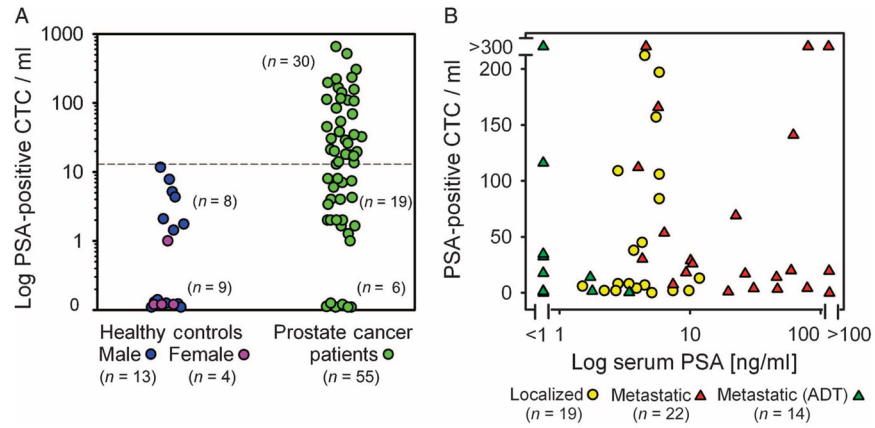 A
Log PSA-positive CTC / ml
1000
100
10
1
0
(n = 30)
(n = 8)
(n = 19)
(n = 9)
(n = 6)
Healthy controls
Male Female
(n = 13) (n = 4)
Prostate cancer
patients
(n = 55)
B
PSA-positive CTC / ml
>300
200
150
100
50
0
<1 1 10 100 >100
Log serum PSA [ng/ml]
Localized Metastatic Metastatic (ADT)
(n = 19) (n = 22) (n = 14)